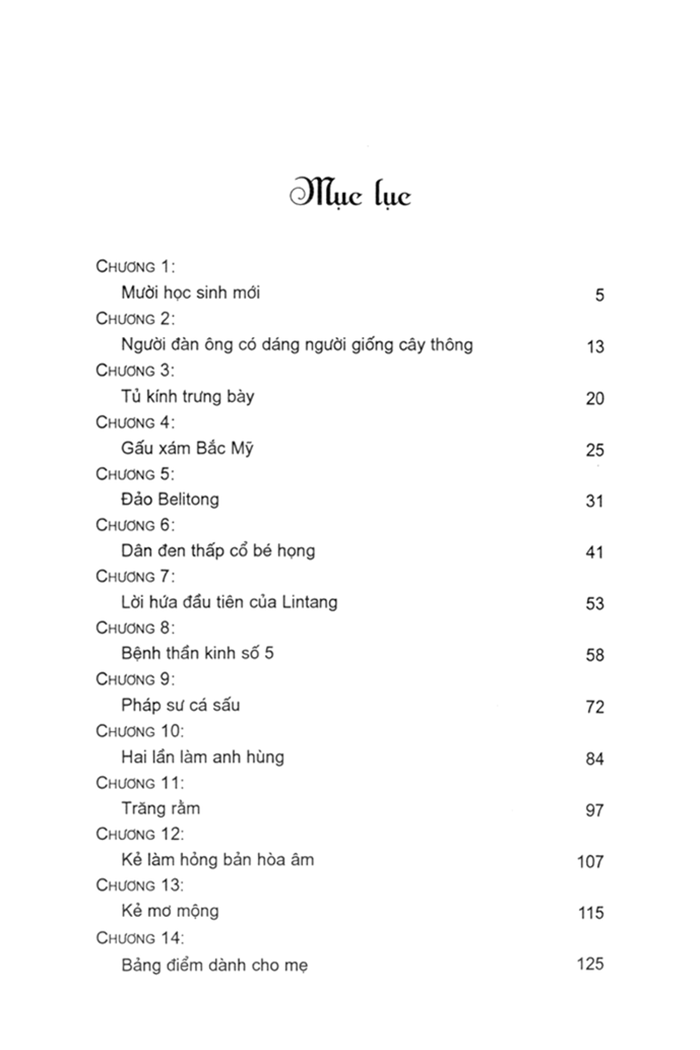 Mục lục
CHƯƠNG 1:
Mười học sinh mới 5
CHƯƠNG 2:
Người đàn ông có dáng người giống cây thông 13
CHƯƠNG 3:
Tủ kính trưng bày 20
CHƯƠNG 4:
Gấu xám Bắc Mỹ 25
CHƯƠNG 5:
Đảo Belitong 31
CHƯƠNG 6:
Dân đen thấp cổ bé họng 41
CHƯƠNG 7:
Lời hứa đầu tiên của Lintang 53
CHƯƠNG 8:
Bệnh thần kinh số 5 58
CHƯƠNG 9:
Pháp sư cá sấu 72
CHƯƠNG 10:
Hai lần làm anh hùng 84
CHƯƠNG 11:
Trăng rằm 97
CHƯƠNG 12:
Kẻ làm hỏng bản hòa âm 107
CHƯƠNG 13:
Kẻ mơ mộng 115
CHƯƠNG 14:
Bảng điểm dành cho mẹ 125